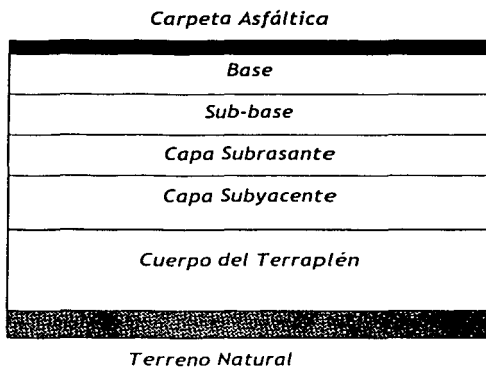 Carpeta Asfáltica
Base
Sub-base
Capa Subrasante
Capa Subyacente
Cuerpo del Terraplén
Terreno Natural